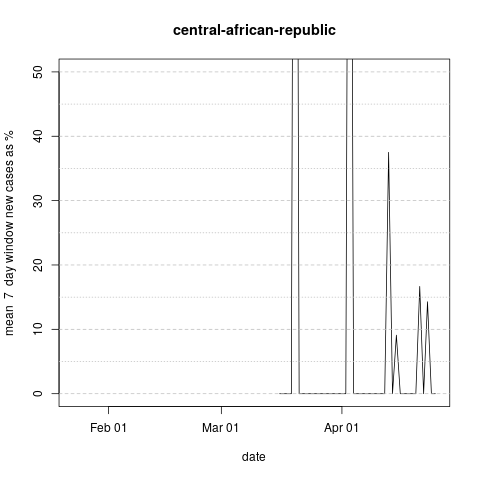 central-african-republic
mean  7  day window new cases as %
50
40
30
20
10
0
Feb 01
Mar 01
Apr 01
date